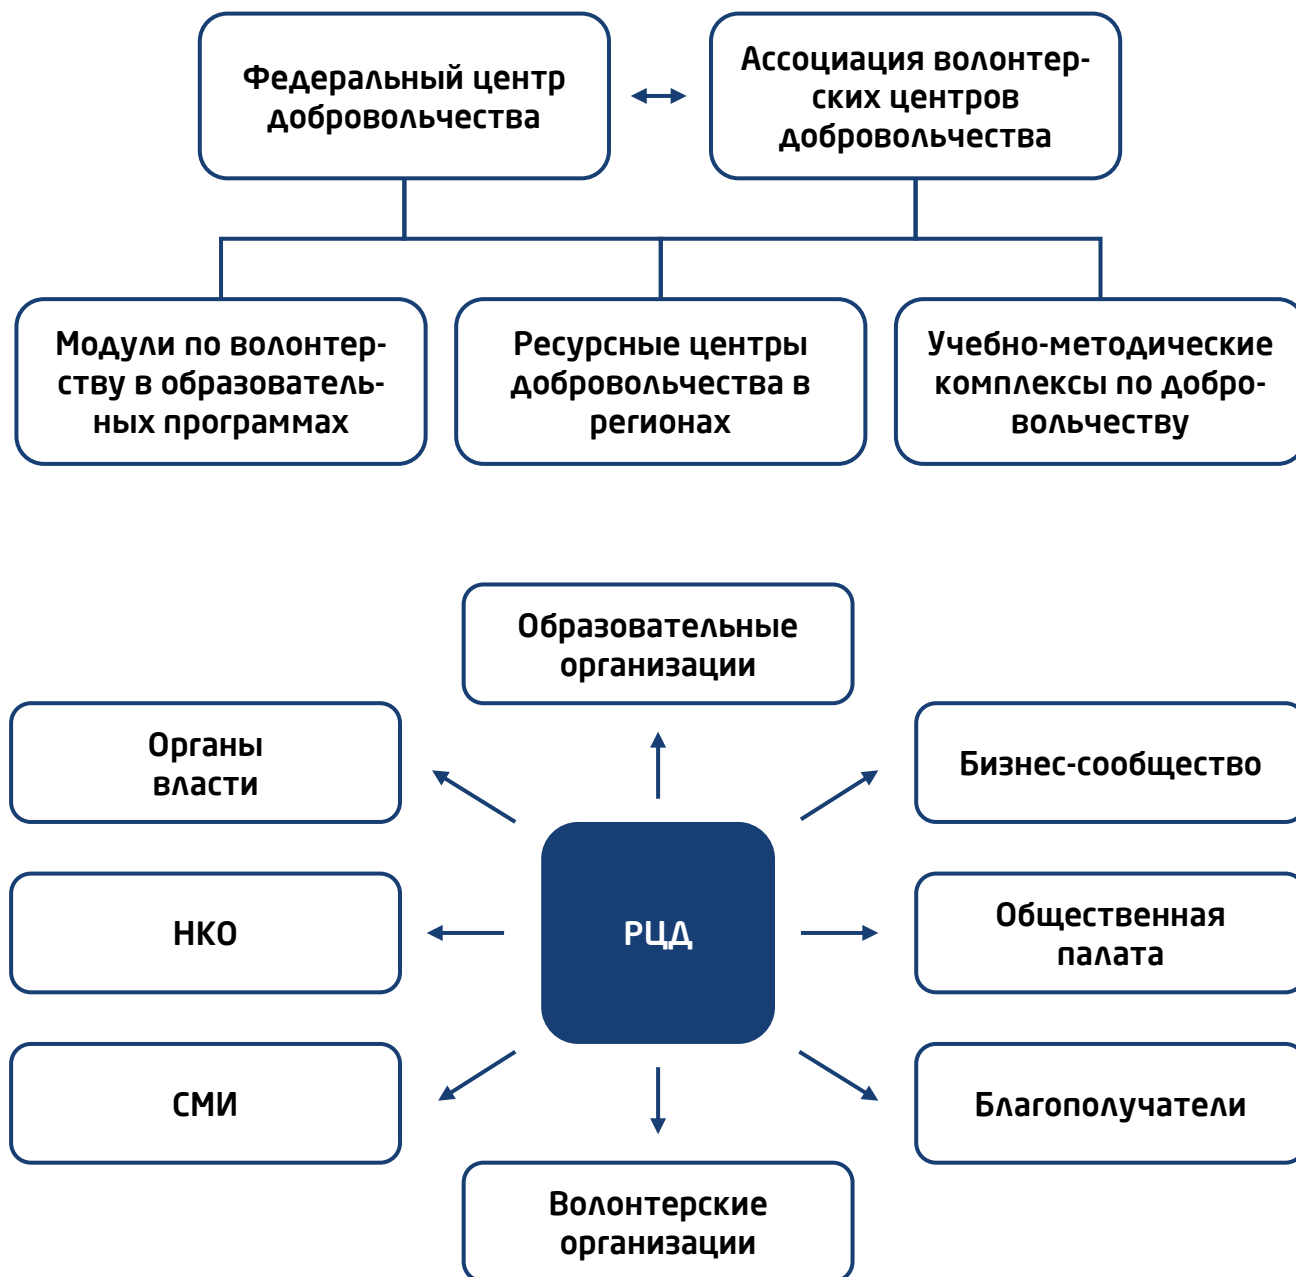 Федеральный центр
добровольчества
Ассоциация волонтер-
ских центров
добровольчества
Модули по волонтер-
ству в образователь-
ных программах
Ресурсные центры
добровольчества в
регионах
Учебно-методические
комплексы по добро-
вольчеству
Образовательные
организации
Органы
власти
Бизнес-сообщество
НКО
РЦД
Общественная
палата
СМИ
Благополучатели
Волонтерские
организации